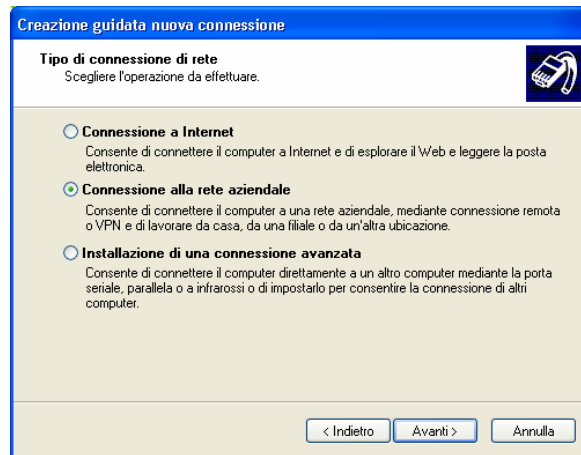 Creazione guidata nuova connessione
Tipo di connessione di rete
Scegliere l'operazione da effettuare.
Connessione a Internet
Consente di connettere il computer a Internet e di esplorare il Web e leggere la posta
elettronica.
Connessione alla rete aziendale
Consente di connettere il computer a una rete aziendale, mediante connessione remota
o VPN e di lavorare da casa, da una filiale o da un'altra ubicazione.
Installazione di una connessione avanzata
Consente di connettere il computer direttamente a un altro computer mediante la porta
seriale, parallela o a infrarossi o di impostarlo per consentire la connessione di altri
computer.
< Indietro
Avanti >
Annulla